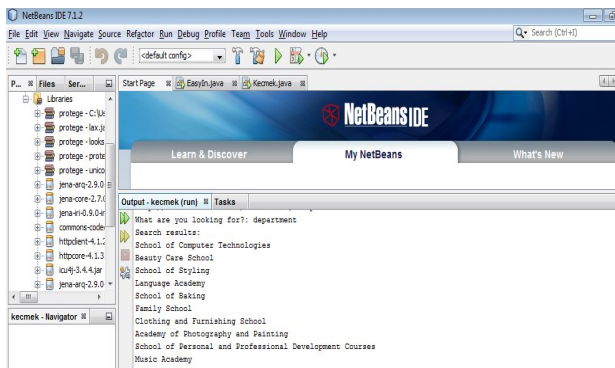 NetBeans IDE 7.1.2
File Edit View Navigate Source Refactor Run Debug Profile Team Tools Window Help
Search (Ctrl+I)
<default config>
P... Files Ser...
Start Page EasyIn.java Kecmek.java
Libraries
protege - C:\Us
protege - lax.ja
protege - looks
protege - prote
protege - unico
jena-arq-2.9.0
jena-core-2.7.0
jena-iri-0.9.0-in
commons-codec
httpclient-4.1.2
httpcore-4.1.3
icu4j-3.4.4.jar
jena-arq-2.9.0
NetBeans IDE
Learn & Discover My NetBeans What's New
kecmek - Navigator
Output - kecmek (run) Tasks
What are you looking for?: department
Search results:
School of Computer Technologies
Beauty Care School
School of Styling
Language Academy
School of Baking
Family School
Clothing and Furnishing School
Academy of Photography and Painting
School of Personal and Professional Development Courses
Music Academy